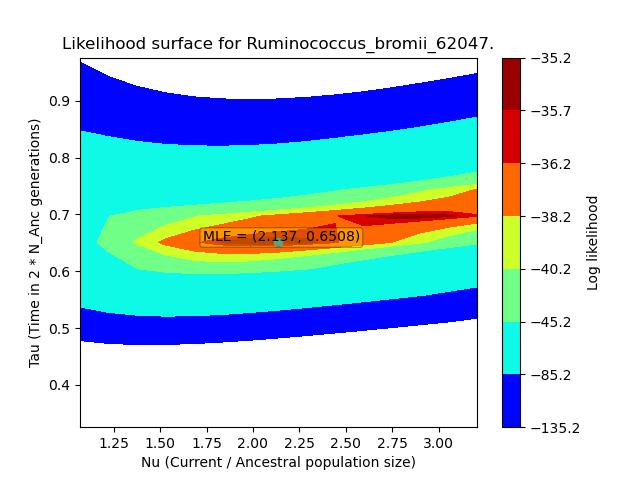 Likelihood surface for Ruminococcus_bromii_62047.
Tau (Time in 2 * N_Anc generations)
0.9
0.8
0.7
0.6
0.5
0.4
MLE = (2.137, 0.6508)
1.25 1.50 1.75 2.00 2.25 2.50 2.75 3.00
Nu (Current / Ancestral population size)
−35.2
−35.7
−36.2
−38.2
−40.2
−45.2
−85.2
−135.2
Log likelihood